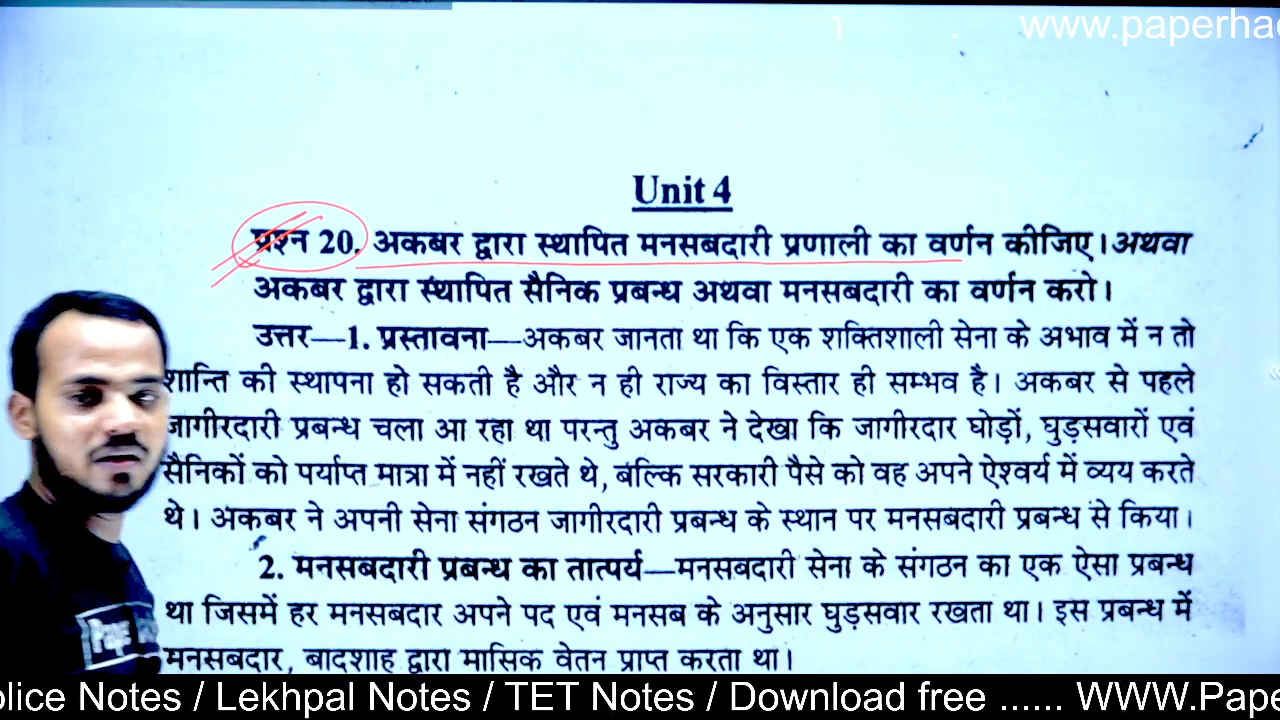 www.paperha
Unit 4
प्रश्न 20. अकबर द्वारा स्थापित मनसबदारी प्रणाली का वर्णन कीजिए। अथवा
अकबर द्वारा स्थापित सैनिक प्रबन्ध अथवा मनसबदारी का वर्णन करो।
उत्तर—1. प्रस्तावना—अकबर जानता था कि एक शक्तिशाली सेना के अभाव में न तो
शान्ति की स्थापना हो सकती है और न ही राज्य का विस्तार ही सम्भव है। अकबर से पहले
जागीरदारी प्रबन्ध चला आ रहा था परन्तु अकबर ने देखा कि जागीरदार घोड़ों, घुड़सवारों एवं
सैनिकों को पर्याप्त मात्रा में नहीं रखते थे, बल्कि सरकारी पैसे को वह अपने ऐश्वर्य में व्यय करते
थे। अकबर ने अपनी सेना संगठन जागीरदारी प्रबन्ध के स्थान पर मनसबदारी प्रबन्ध से किया।
2. मनसबदारी प्रबन्ध का तात्पर्य—मनसबदारी सेना के संगठन का एक ऐसा प्रबन्ध
था जिसमें हर मनसबदार अपने पद एवं मनसब के अनुसार घुड़सवार रखता था। इस प्रबन्ध में
मनसबदार, बादशाह द्वारा मासिक वेतन प्राप्त करता था।
olice Notes / Lekhpal Notes / TET Notes / Download free ...... WWW.Pape